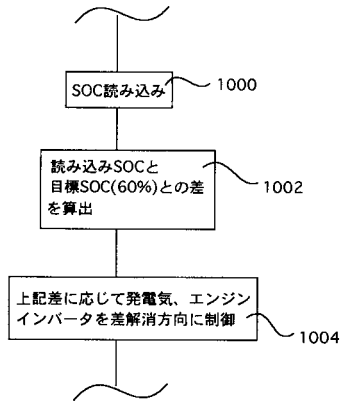 SOC読み込み
1000
読み込みSOCと
目標SOC(60%)との差
を算出
1002
上記差に応じて発電気、エンジン
インバータを差解消方向に制御
1004